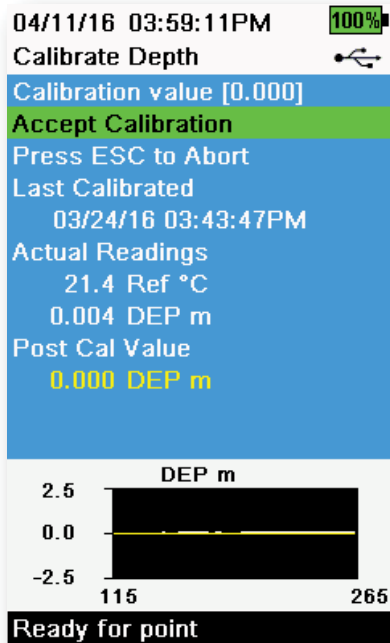 04/11/16 03:59:11PM 100%
Calibrate Depth
Calibration value [0.000]
Accept Calibration
Press ESC to Abort
Last Calibrated
03/24/16 03:43:47PM
Actual Readings
21.4 Ref °C
0.004 DEP m
Post Cal Value
0.000 DEP m
DEP m
2.5
0.0
-2.5
115 265
Ready for point